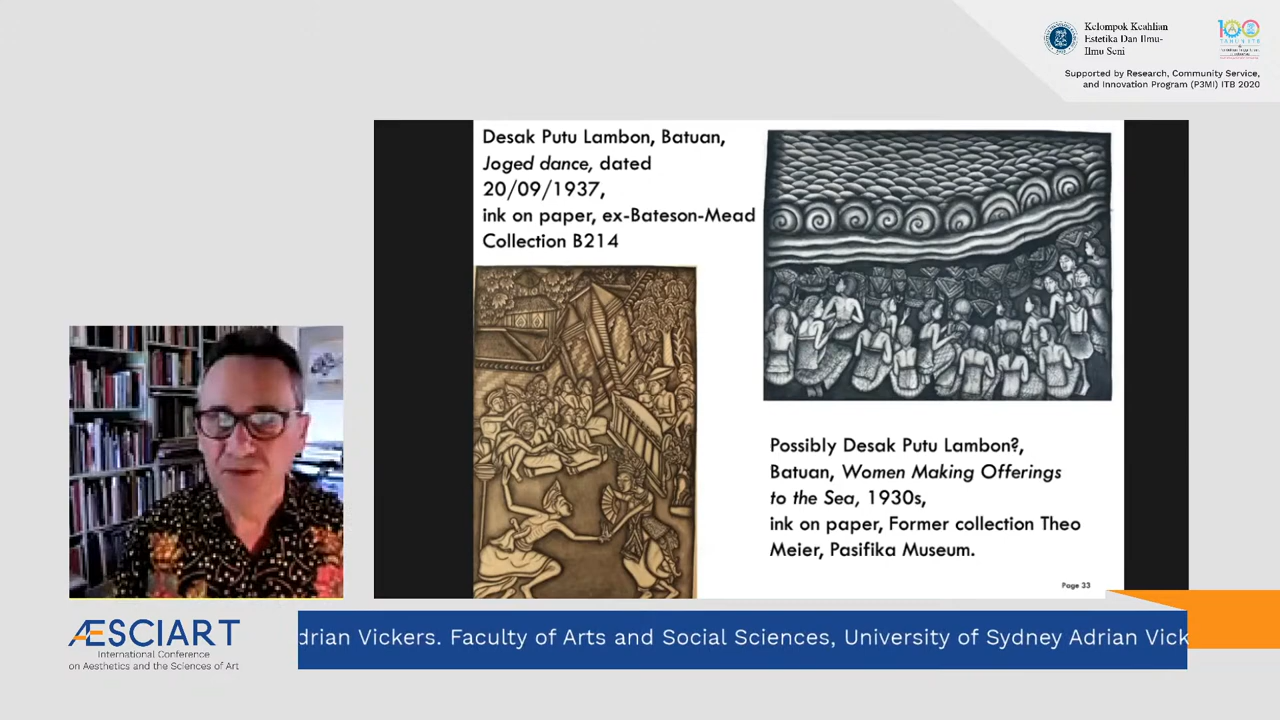 Kelompok Keahlian
Estetika Dan Ilmu-
Ilmu Seni
100
Supported by Research, Community Service,
and Innovation Program (P3MI) ITB 2020
Desak Putu Lambon, Batuan,
Joged dance, dated
20/09/1937,
ink on paper, ex-Bateson-Mead
Collection B214
Possibly Desak Putu Lambon?,
Batuan, Women Making Offerings
to the Sea, 1930s,
ink on paper, Former collection Theo
Meier, Pasifika Museum.
Page 33
ÆSCIART
International Conference
on Aesthetics and the Sciences of Art
drian Vickers. Faculty of Arts and Social Sciences, University of Sydney Adrian Vick